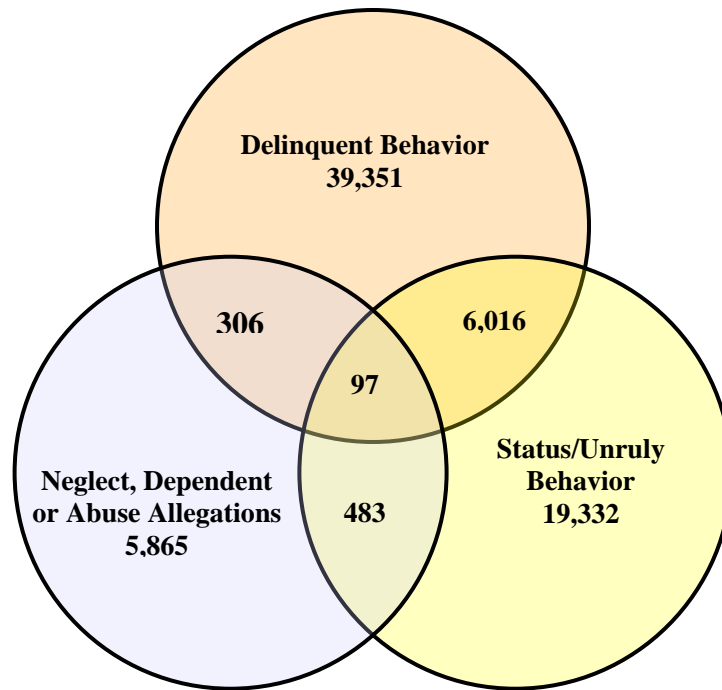 Delinquent Behavior
39,351
306
6,016
97
Neglect, Dependent
or Abuse Allegations
5,865
483
Status/Unruly
Behavior
19,332